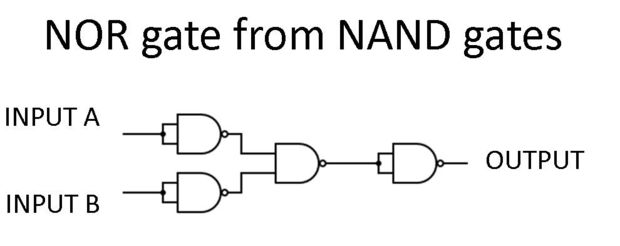 NOR gate from NAND gates
INPUT A
OUTPUT
INPUT B